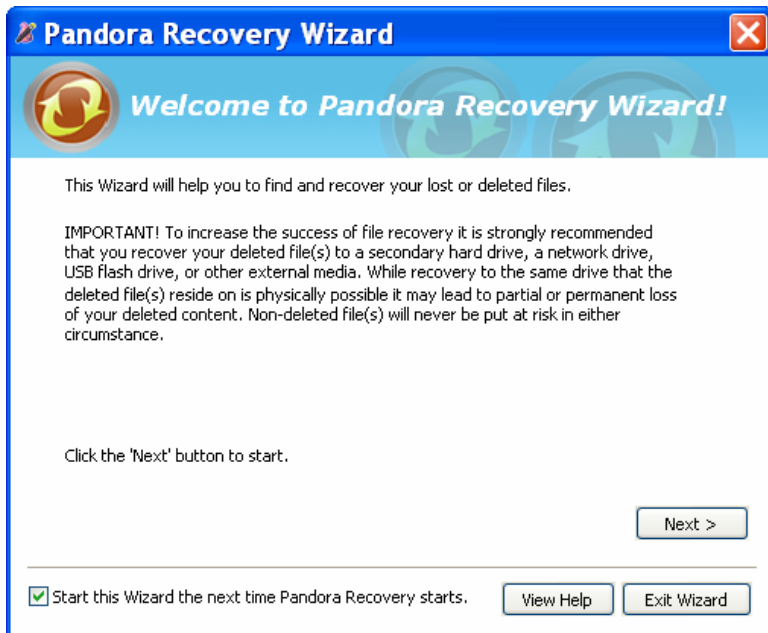 Pandora Recovery Wizard
Welcome to Pandora Recovery Wizard!
This Wizard will help you to find and recover your lost or deleted files.
IMPORTANT! To increase the success of file recovery it is strongly recommended
that you recover your deleted file(s) to a secondary hard drive, a network drive,
USB flash drive, or other external media. While recovery to the same drive that the
deleted file(s) reside on is physically possible it may lead to partial or permanent loss
of your deleted content. Non-deleted file(s) will never be put at risk in either
circumstance.
Click the 'Next' button to start.
Next >
Start this Wizard the next time Pandora Recovery starts.
View Help
Exit Wizard